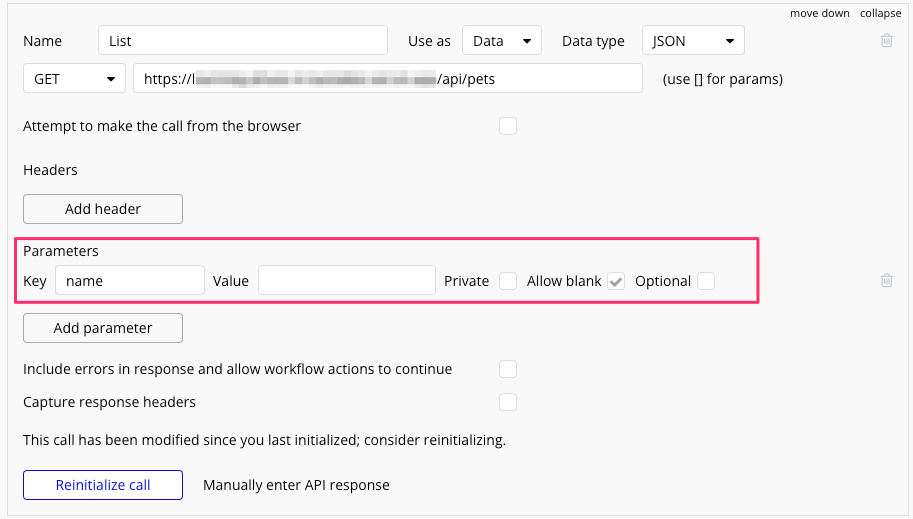 move down collapse
Name List Use as Data Data type JSON
GET https://l /api/pets (use [] for params)
Attempt to make the call from the browser
Headers
Add header
Parameters
Key name Value Private Allow blank Optional
Add parameter
Include errors in response and allow workflow actions to continue
Capture response headers
This call has been modified since you last initialized; consider reinitializing.
Reinitialize call Manually enter API response